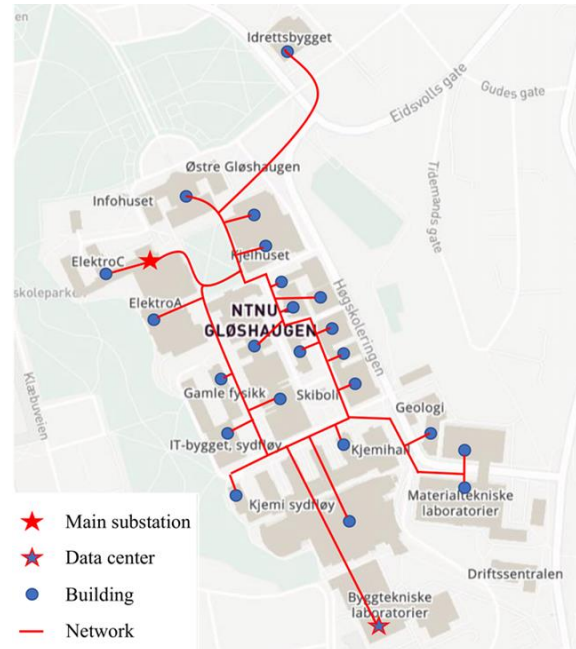 Idrettsbygget
Eidsvolls gate
Gudes gate
Tidemands gate
Østre Gløshaugen
Infohuset
ElektroC
Kjelhuset
skoleparke
ElektroA
NTNU
GLØSHAUGEN
Høgskoleringen
Klæbuveien
Gamle fysikk
Skiboli
Geologi
IT-bygget, sydfløy
Kjemihall
Kjemi sydfløy
Materialtekniske
laboratorier
Driftssentralen
Byggtekniske
laboratorier
Main substation
Data center
Building
Network